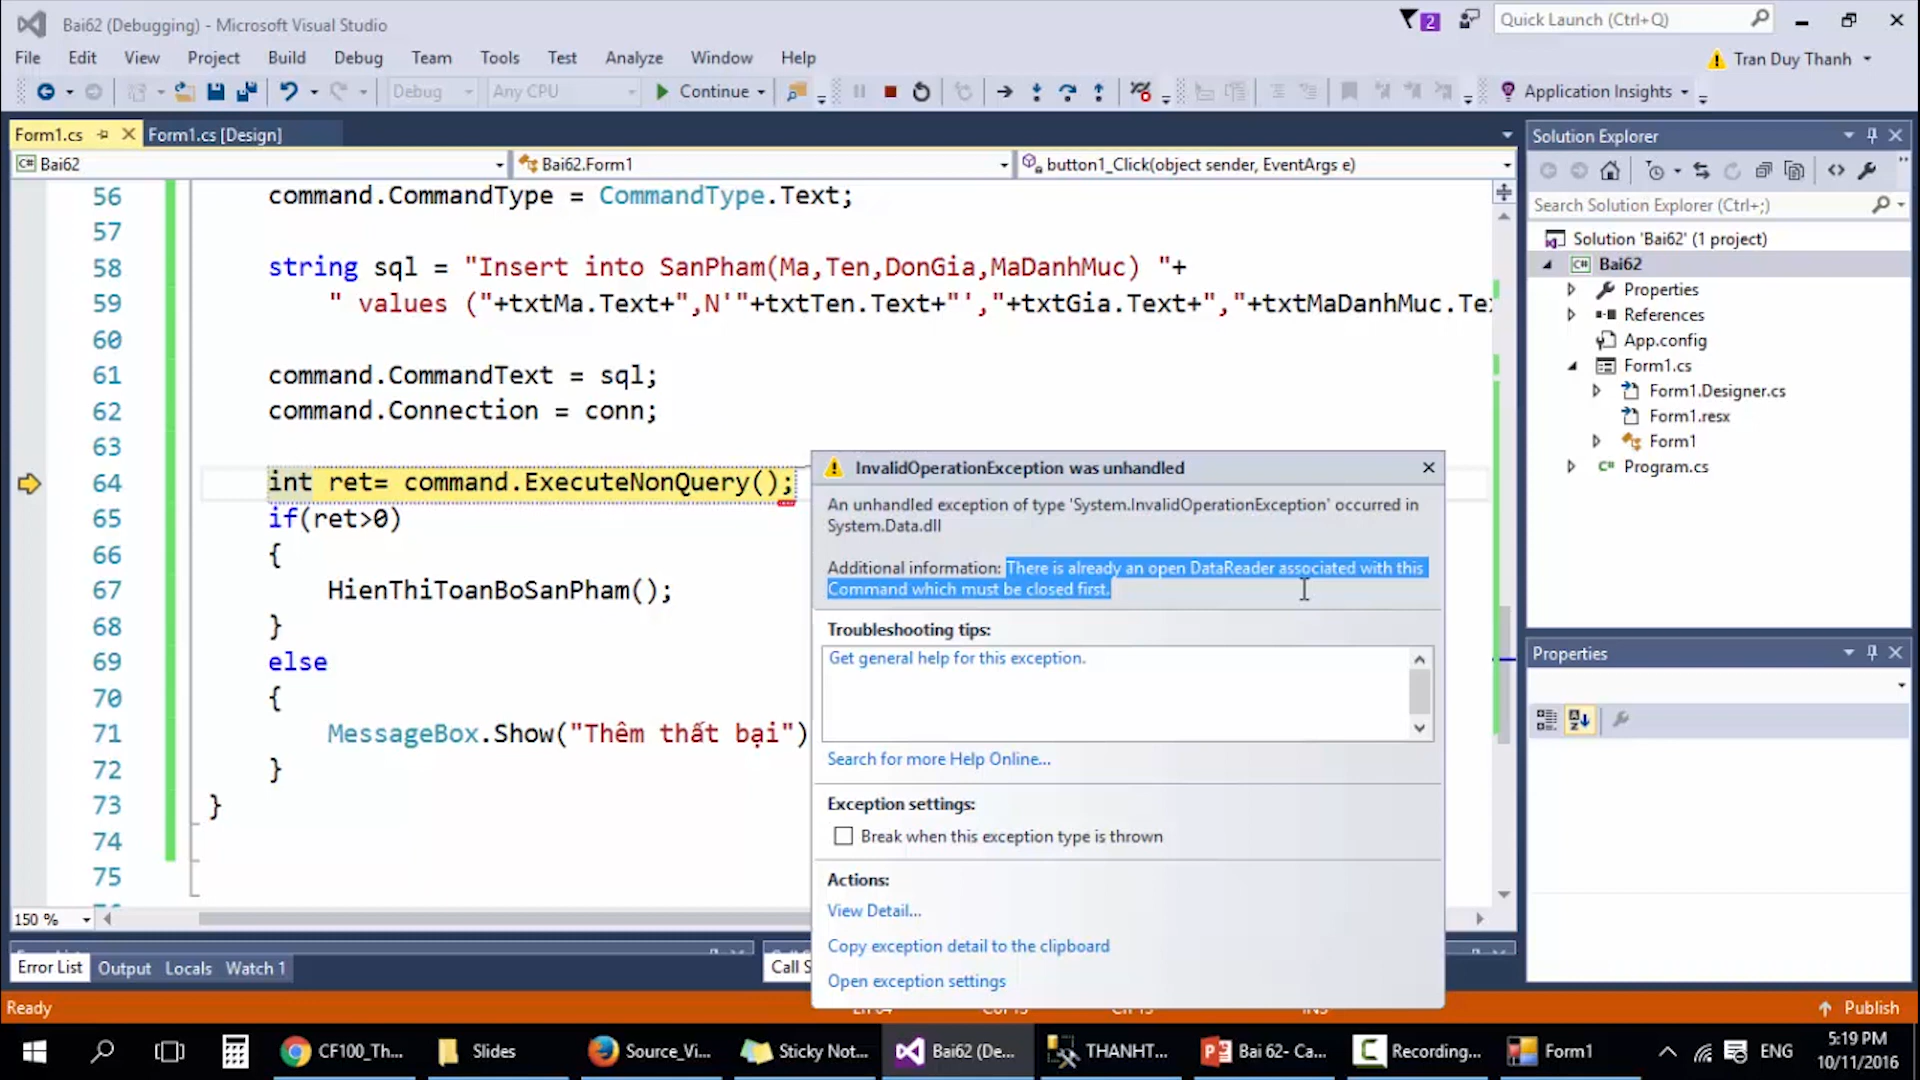 Bai62 (Debugging) - Microsoft Visual Studio
2
Quick Launch (Ctrl+Q)
File Edit View Project Build Debug Team Tools Test Analyze Window Help
Tran Duy Thanh
Debug
Any CPU
Continue
Application Insights
Form1.cs
Form1.cs [Design]
Bai62
Bai62.Form1
button1_Click(object sender, EventArgs e)
56 command.CommandType = CommandType.Text;
57
58 string sql = "Insert into SanPham(Ma,Ten,DonGia,MaDanhMuc) "+
59 " values ("+txtMa.Text+",N'"+txtTen.Text+"',"+txtGia.Text+","+txtMaDanhMuc.Te
60
61 command.CommandText = sql;
62 command.Connection = conn;
63
64 int ret= command.ExecuteNonQuery();
65 if(ret>0)
66 {
67 HienThiToanBoSanPham();
68 }
69 else
70 {
71 MessageBox.Show("Thêm thất bại")
72 }
73 }
74
75
150 %
InvalidOperationException was unhandled
An unhandled exception of type 'System.InvalidOperationException' occurred in
System.Data.dll
Additional information: There is already an open DataReader associated with this
Command which must be closed first.
Troubleshooting tips:
Get general help for this exception.
Search for more Help Online...
Exception settings:
Break when this exception type is thrown
Actions:
View Detail...
Copy exception detail to the clipboard
Open exception settings
Solution Explorer
Search Solution Explorer (Ctrl+;)
Solution 'Bai62' (1 project)
C# Bai62
Properties
References
App.config
Form1.cs
Form1.Designer.cs
Form1.resx
Form1
C# Program.cs
Properties
Error List
Output
Locals
Watch 1
Call S
Ready
Publish
CF100_Th...
Slides
Source_Vi...
Sticky Not...
Bai62 (De...
THANHT...
Bai 62- Ca...
Recording...
Form1
ENG
5:19 PM
10/11/2016